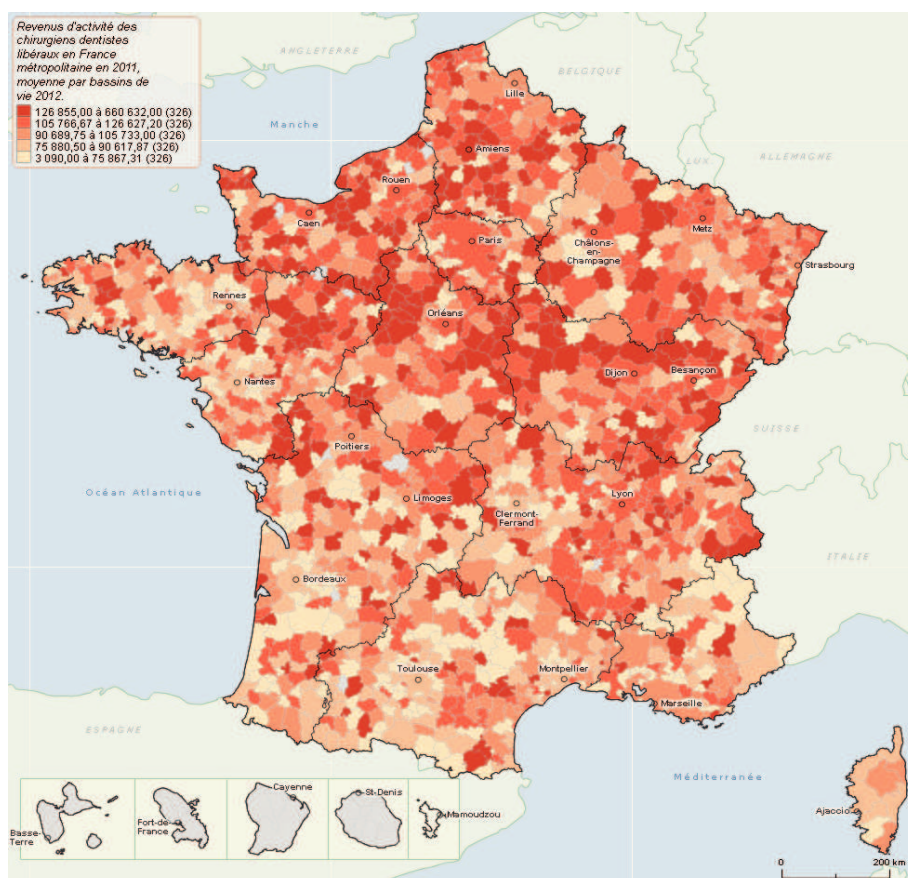 Revenus d'activité des
chirurgiens dentistes
libéraux en France
métropolitaine en 2011,
moyenne par bassins de
vie 2012.
126 855,00 à 660 632,00 (326)
105 766,67 à 126 627,20 (326)
90 689,75 à 105 733,00 (326)
75 880,50 à 90 617,87 (326)
3 090,00 à 75 867,31 (326)
ANGLETERRE
BELGIQUE
Lille
Manche
Amiens
LUX
ALLEMAGNE
Rouen
Caen
Metz
Paris
Châlons-
en-
Champagne
Strasbourg
Rennes
Orléans
Dijon
Besançon
Nantes
SUISSE
Poitiers
Océan Atlantique
Limoges
Lyon
Clermont-
Ferrand
ITALIE
Bordeaux
Toulouse
Montpellier
Marseille
ESPAGNE
Méditerranée
Cayenne
St-Denis
Basse-
Terre
Fort-de-
France
Mamoudzou
Ajaccio
0
200 km